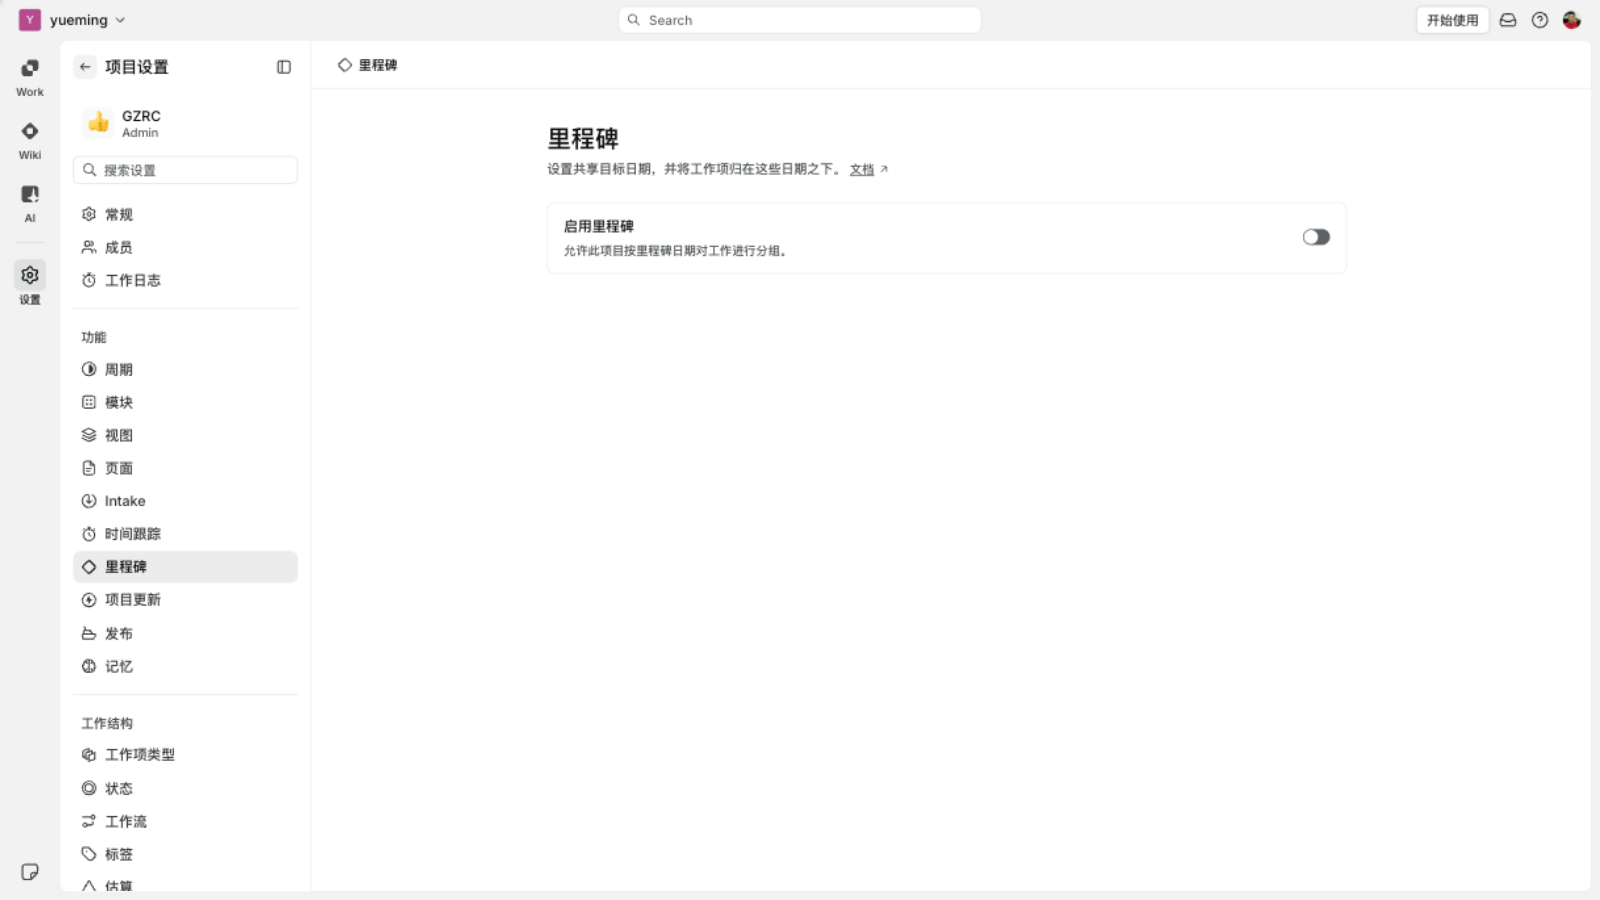 Y yueming
Search
开始使用
Work
Wiki
AI
设置
项目设置
GZRC
Admin
搜索设置
常规
成员
工作日志
功能
周期
模块
视图
页面
Intake
时间跟踪
里程碑
项目更新
发布
记忆
工作结构
工作项类型
状态
工作流
标签
估算
里程碑
里程碑
设置共享目标日期，并将工作项归在这些日期之下。 文档 ↗
启用里程碑
允许此项目按里程碑日期对工作进行分组。